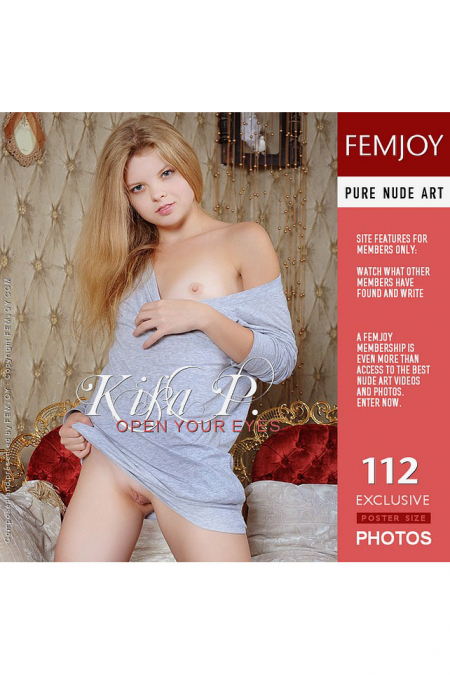 FEMJOY
PURE NUDE ART
SITE FEATURES FOR
MEMBERS ONLY:
WATCH WHAT OTHER
MEMBERS HAVE
FOUND AND WRITE
A FEMJOY
MEMBERSHIP IS
EVEN MORE THAN
ACCESS TO THE BEST
NUDE ART VIDEOS
AND PHOTOS.
ENTER NOW.
Kira P.
OPEN YOUR EYES
112
EXCLUSIVE
POSTER SIZE
PHOTOS